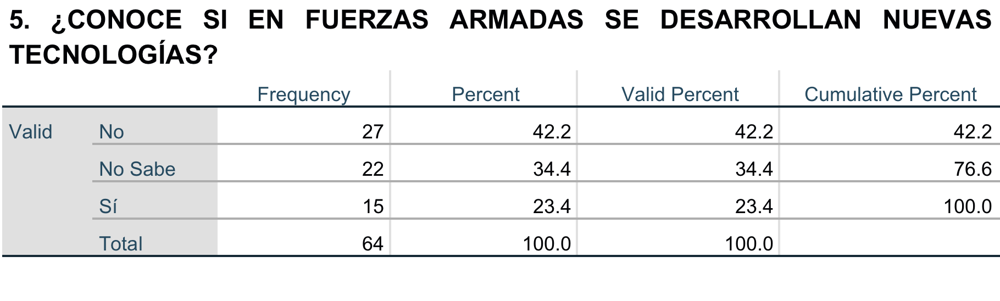 5. ¿CONOCE SI EN FUERZAS ARMADAS SE DESARROLLAN NUEVAS
TECNOLOGÍAS?
Frequency Percent Valid Percent Cumulative Percent
Valid No 27 42.2 42.2 42.2
No Sabe 22 34.4 34.4 76.6
Sí 15 23.4 23.4 100.0
Total 64 100.0 100.0